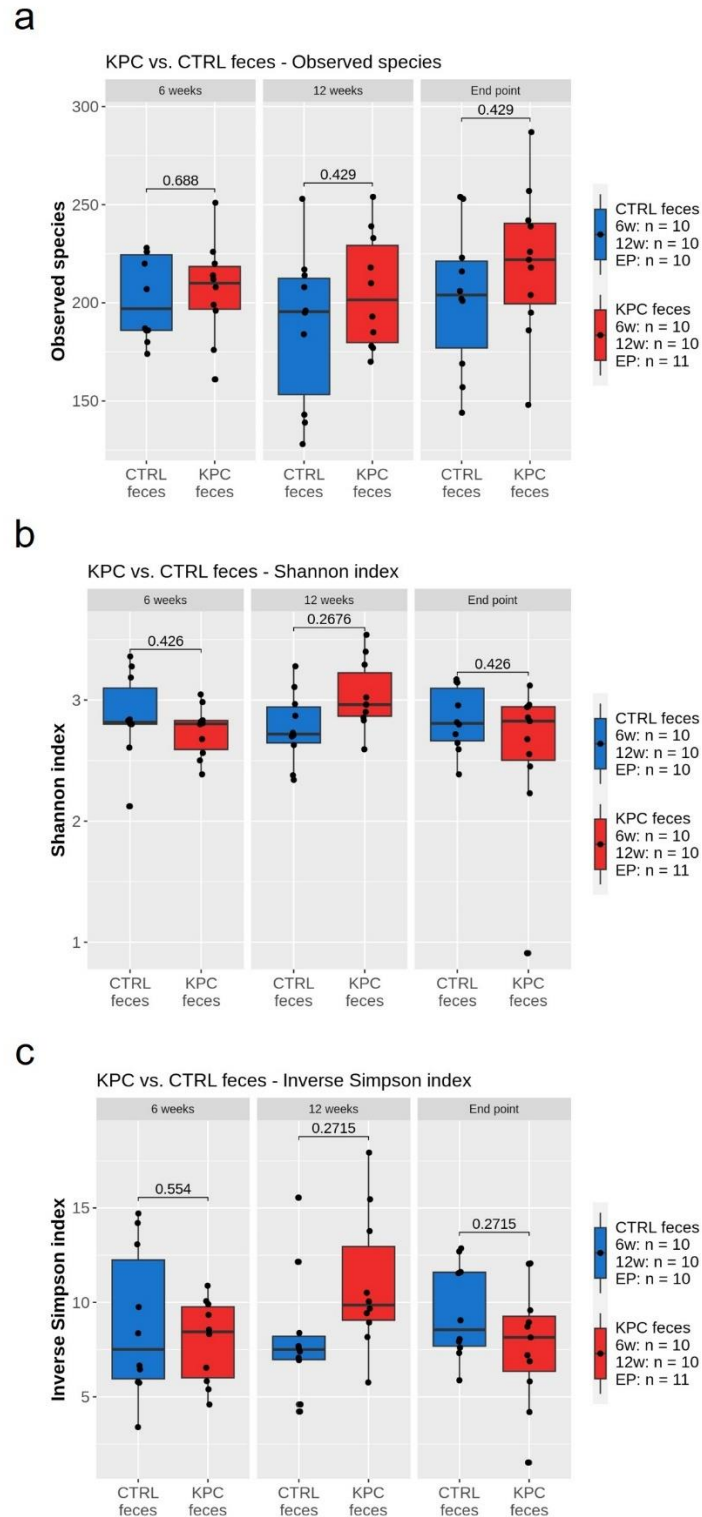 a
KPC vs. CTRL feces - Observed species
6 weeks
12 weeks
End point
0.688
0.429
0.429
300
250
200
150
Observed species
CTRL
feces
KPC
feces
CTRL
feces
KPC
feces
CTRL
feces
KPC
feces
CTRL feces
6w: n = 10
12w: n = 10
EP: n = 10
KPC feces
6w: n = 10
12w: n = 10
EP: n = 11
b
KPC vs. CTRL feces - Shannon index
6 weeks
12 weeks
End point
0.426
0.2676
0.426
3
2
1
Shannon index
CTRL
feces
KPC
feces
CTRL
feces
KPC
feces
CTRL
feces
KPC
feces
CTRL feces
6w: n = 10
12w: n = 10
EP: n = 10
KPC feces
6w: n = 10
12w: n = 10
EP: n = 11
c
KPC vs. CTRL feces - Inverse Simpson index
6 weeks
12 weeks
End point
0.554
0.2715
0.2715
15
10
5
Inverse Simpson index
CTRL
feces
KPC
feces
CTRL
feces
KPC
feces
CTRL
feces
KPC
feces
CTRL feces
6w: n = 10
12w: n = 10
EP: n = 10
KPC feces
6w: n = 10
12w: n = 10
EP: n = 11